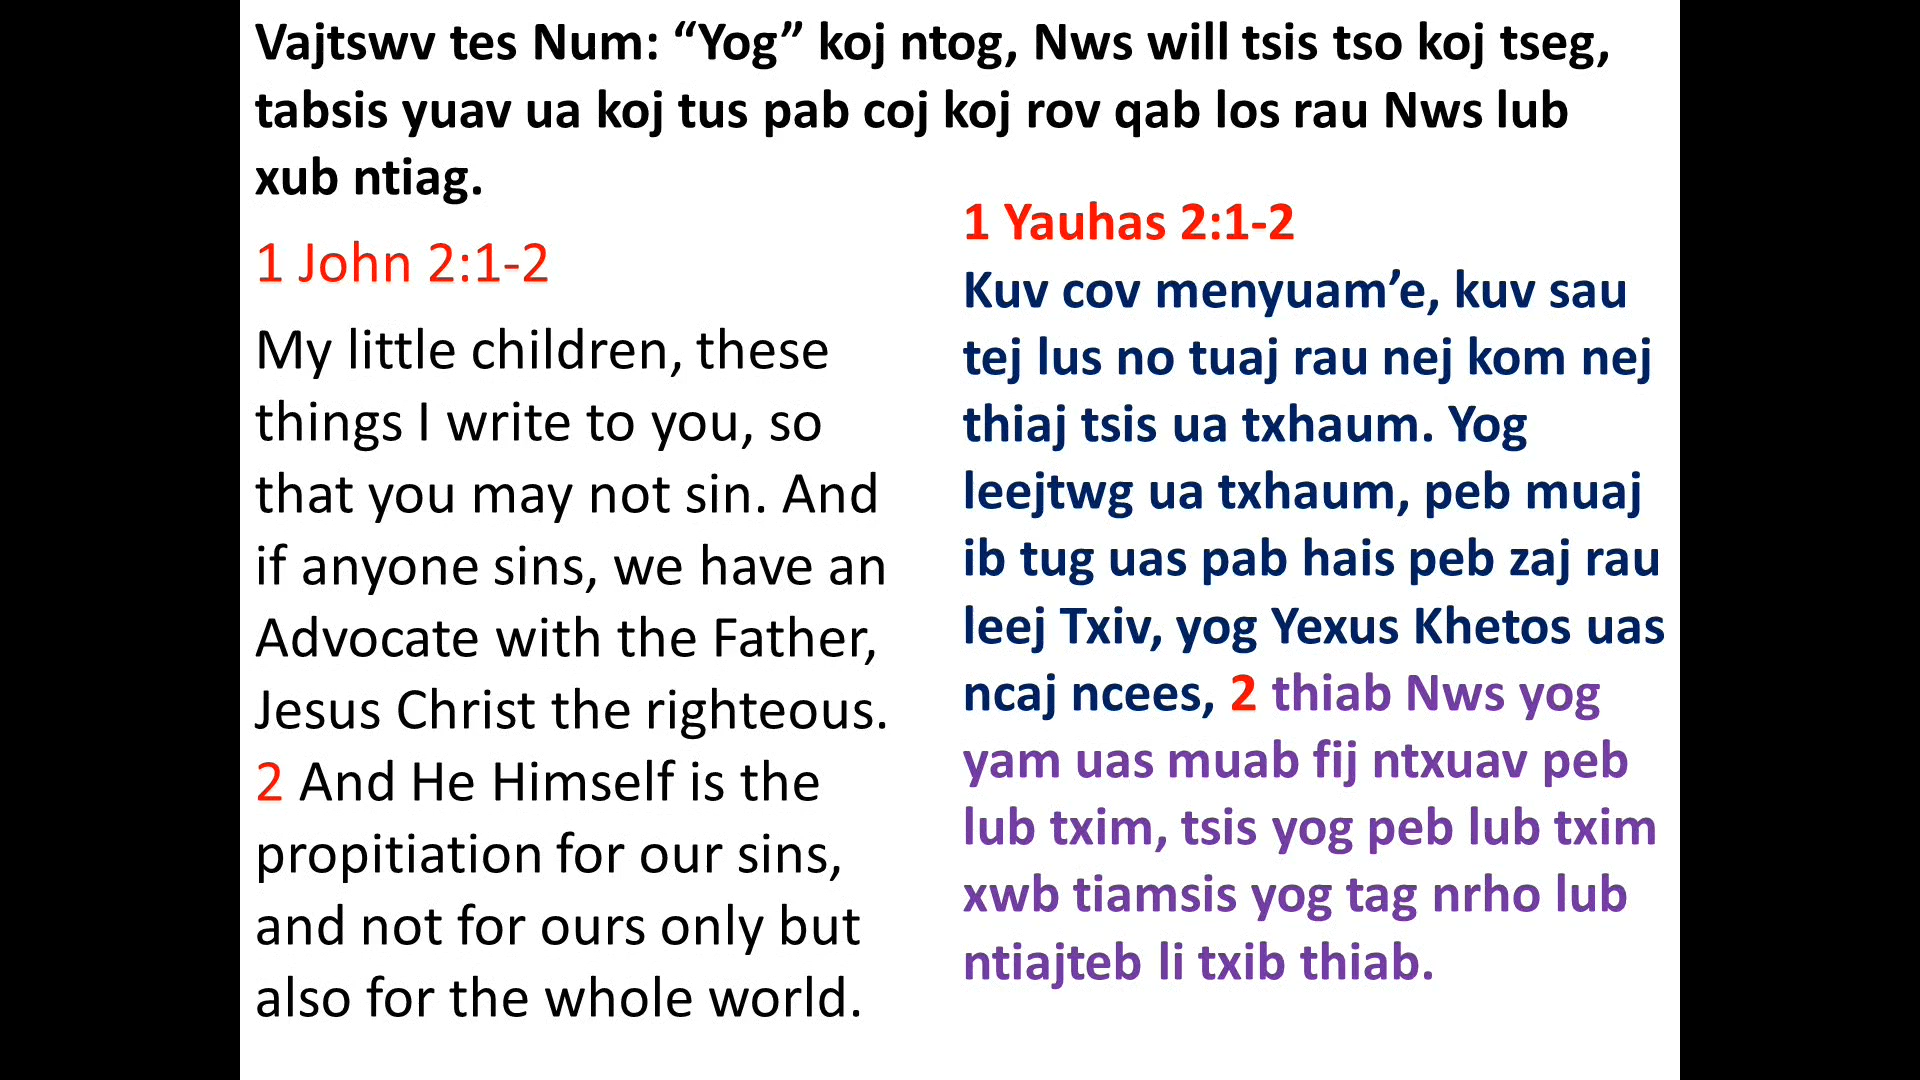 Vajtswv tes Num: “Yog” koj ntog, Nws will tsis tso koj tseg,
tabsis yuav ua koj tus pab coj koj rov qab los rau Nws lub
xub ntiag.
1 John 2:1-2
My little children, these
things I write to you, so
that you may not sin. And
if anyone sins, we have an
Advocate with the Father,
Jesus Christ the righteous.
2 And He Himself is the
propitiation for our sins,
and not for ours only but
also for the whole world.
1 Yauhas 2:1-2
Kuv cov menyuam’e, kuv sau
tej lus no tuaj rau nej kom nej
thiaj tsis ua txhaum. Yog
leejtwg ua txhaum, peb muaj
ib tug uas pab hais peb zaj rau
leej Txiv, yog Yexus Khetos uas
ncaj ncees, 2 thiab Nws yog
yam uas muab fij ntxuav peb
lub txim, tsis yog peb lub txim
xwb tiamsis yog tag nrho lub
ntiajteb li txib thiab.